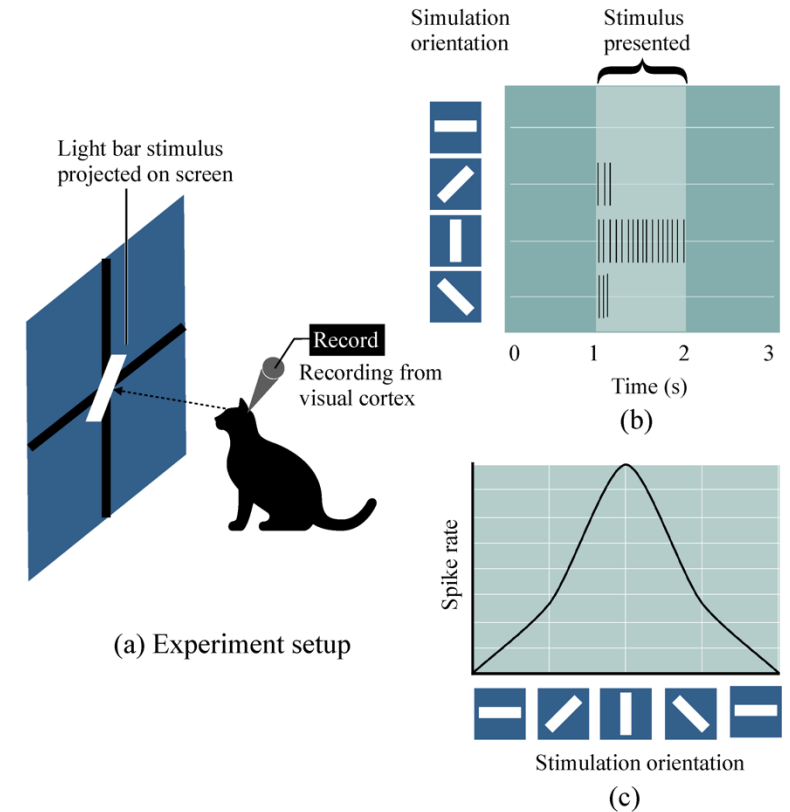 Simulation
orientation
Stimulus
presented
Light bar stimulus
projected on screen
Record
Recording from
visual cortex
0 1 2 3
Time (s)
(b)
(a) Experiment setup
Spike rate
Stimulation orientation
(c)